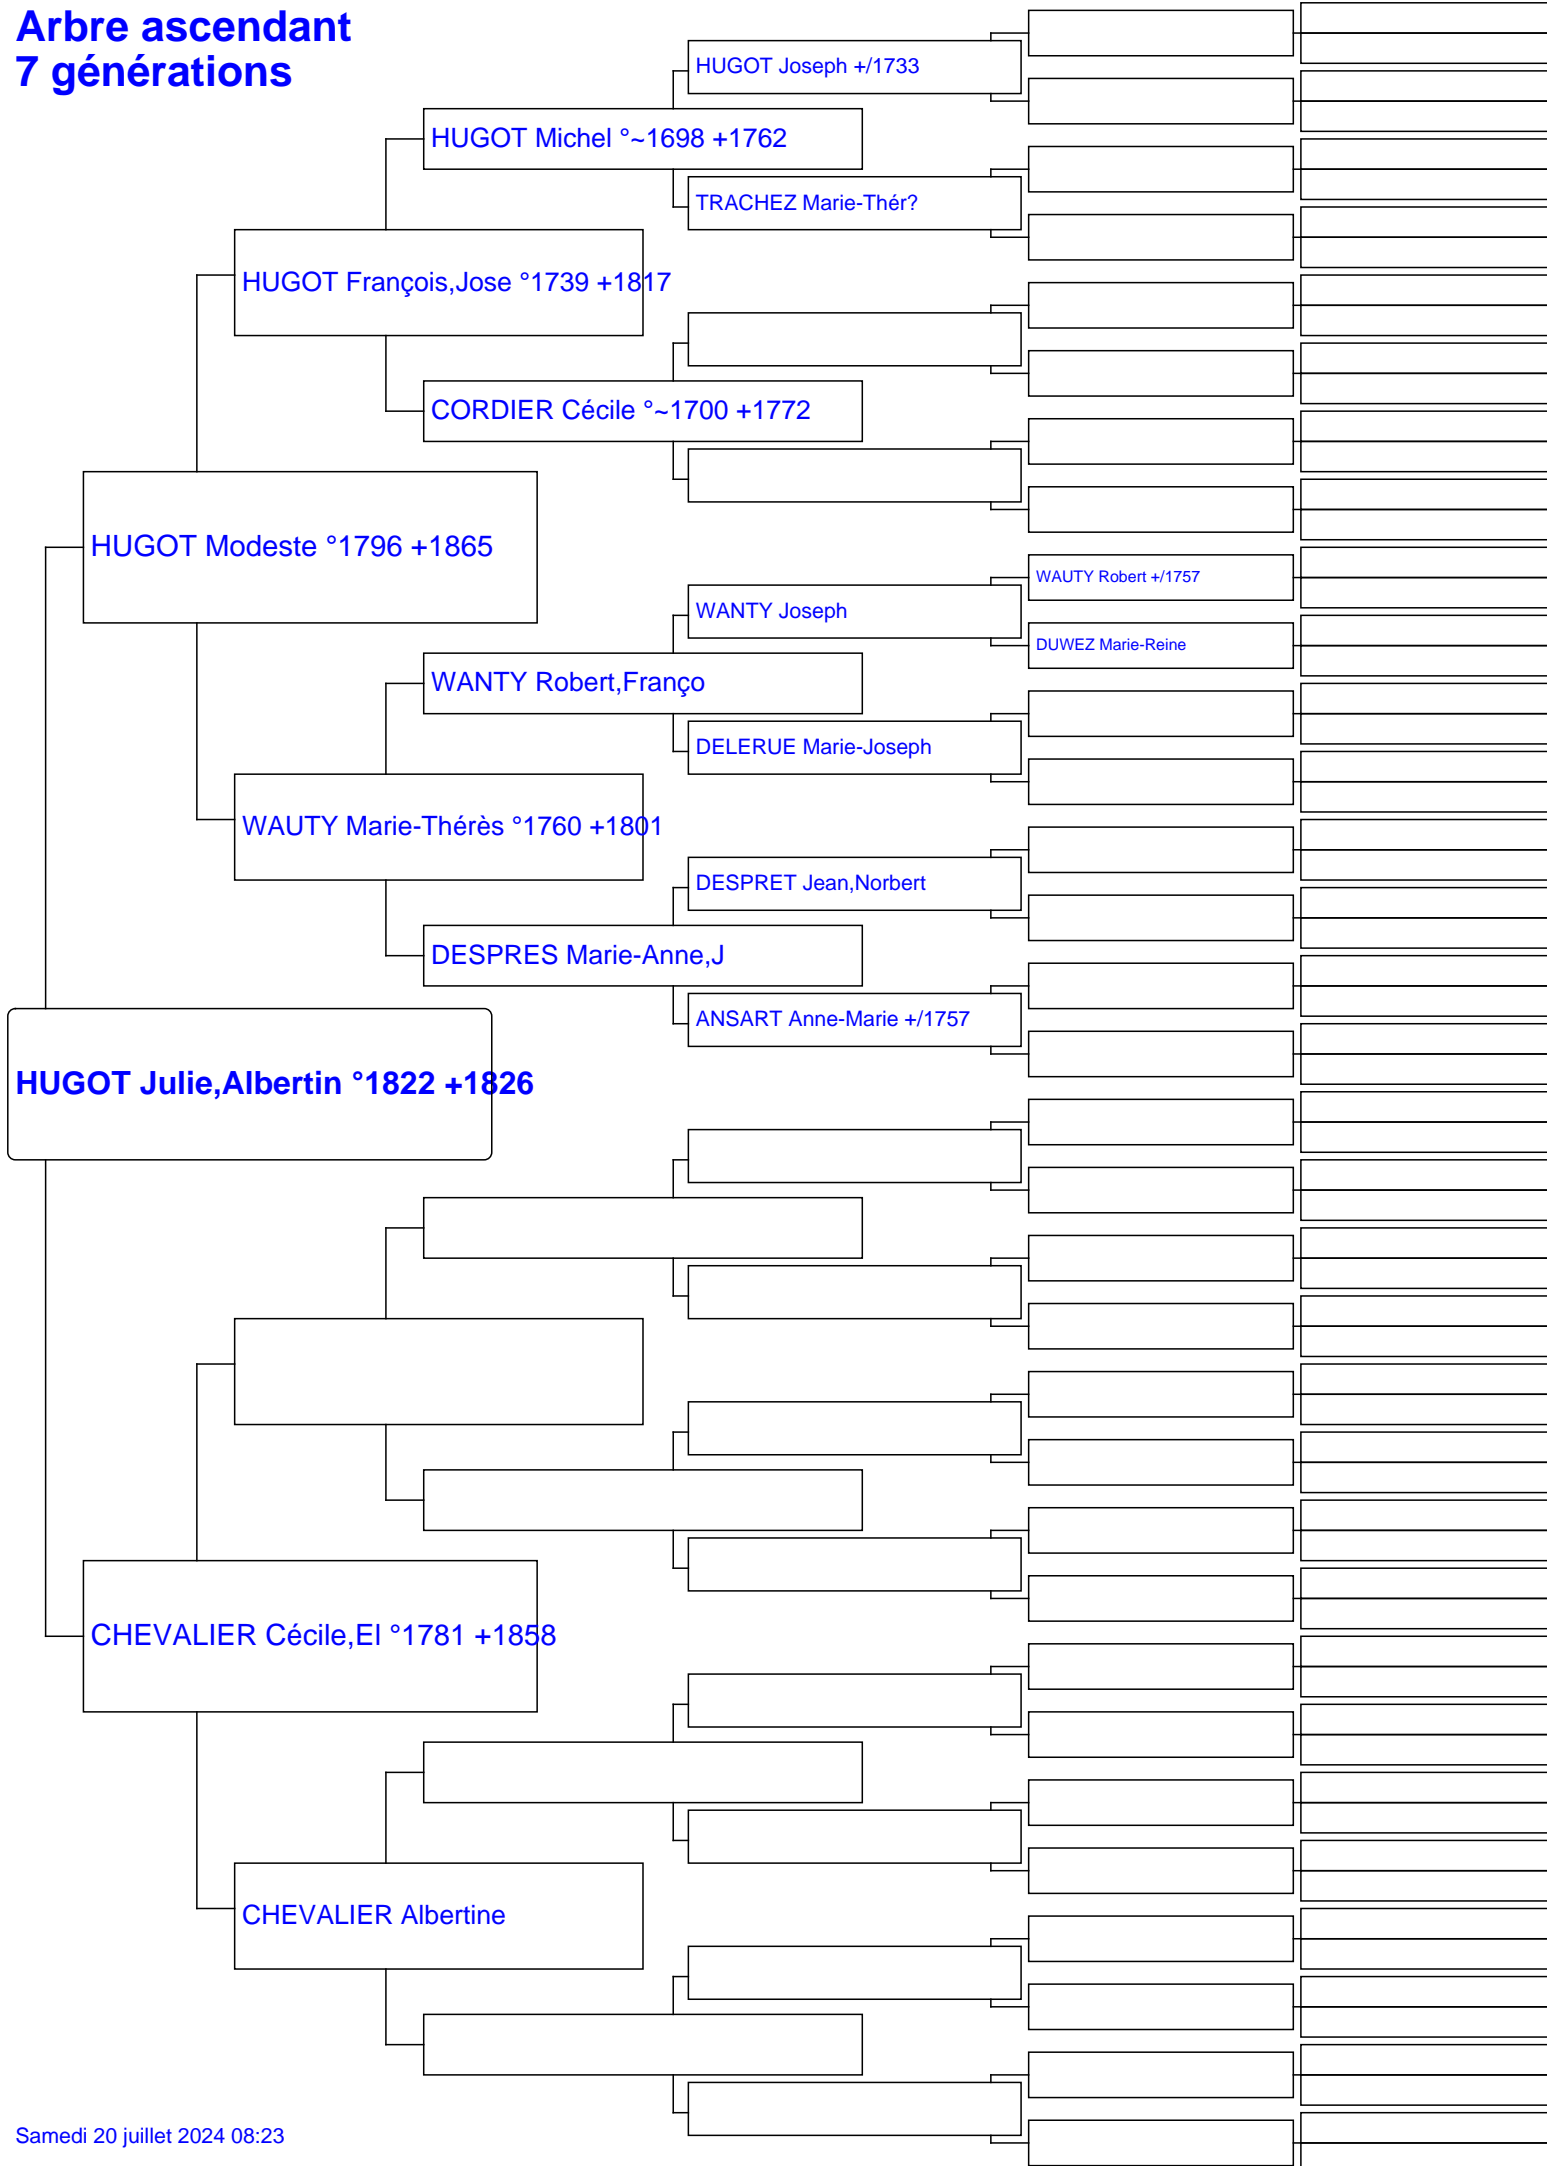 Arbre ascendant
7 générations
HUGOT Joseph +/1733
HUGOT Michel °~1698 +1762
TRACHEZ Marie-Thér?
HUGOT François,Jose °1739 +1817
CORDIER Cécile °~1700 +1772
HUGOT Modeste °1796 +1865
WAUTY Robert +/1757
WANTY Joseph
DUWEZ Marie-Reine
WANTY Robert,Franço
DELERUE Marie-Joseph
WAUTY Marie-Thérès °1760 +1801
DESPRET Jean,Norbert
DESPRES Marie-Anne,J
ANSART Anne-Marie +/1757
HUGOT Julie,Albertin °1822 +1826
CHEVALIER Cécile,El °1781 +1858
CHEVALIER Albertine
Samedi 20 juillet 2024 08:23